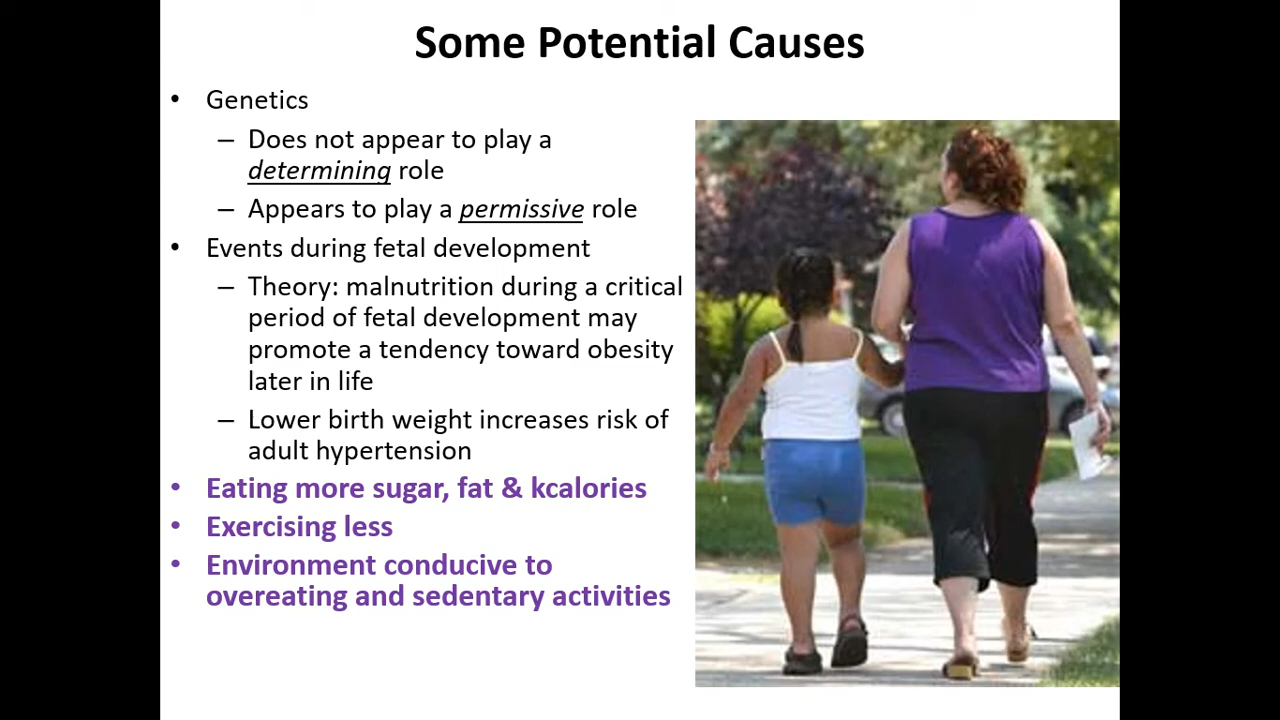 Some Potential Causes
• Genetics
– Does not appear to play a
determining role
– Appears to play a permissive role
• Events during fetal development
– Theory: malnutrition during a critical
period of fetal development may
promote a tendency toward obesity
later in life
– Lower birth weight increases risk of
adult hypertension
• Eating more sugar, fat & kcalories
• Exercising less
• Environment conducive to
overeating and sedentary activities